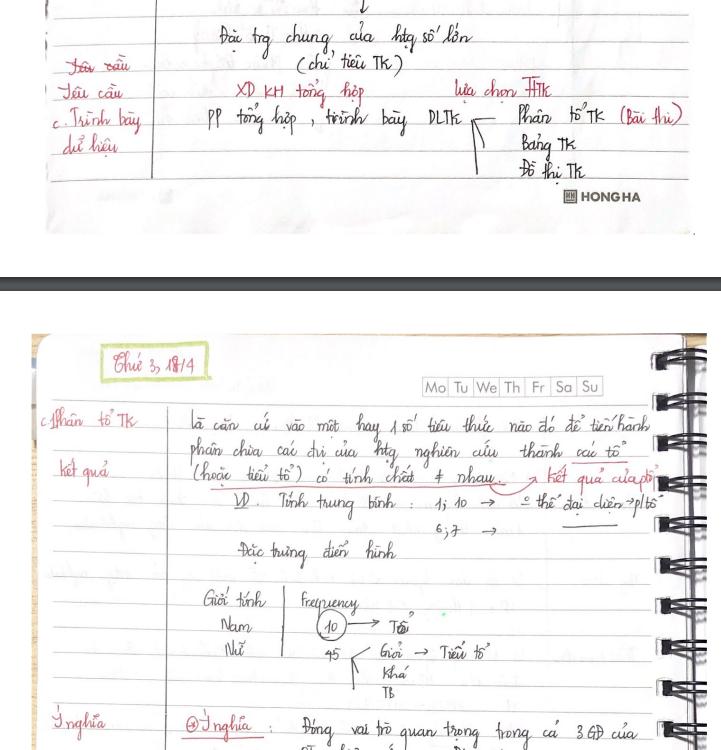 Đặc trg chung của htg số lớn
(chỉ tiêu TK)
Yêu cầu
Yêu cầu XD KH tổng hợp lựa chọn HTK
c. Trình bày dữ liệu PP tổng hợp, trình bày DLTK Phân tổ TK (Bài thi)
Bảng TK
Đồ thị TK
HONG HA
Thứ 3, 18/4
Mo Tu We Th Fr Sa Su
c. Phân tổ TK là căn cứ vào một hay 1 số tiêu thức nào đó để tiến hành
phân chia các đvị của htg nghiên cứu thành các tổ
kết quả (hoặc tiểu tổ) có tính chất ≠ nhau. → kết quả của ptổ
VD. Tính trung bình : 1; 10 → thể đại diện → p/tổ
6; 7 →
Đặc trưng điển hình
Giới tính Frequency
Nam 10 → Tổ
Nữ 45 Giỏi → Tiểu tổ
Khá
TB
Ý nghĩa * Ý nghĩa : Đóng vai trò quan trọng trong cả 3 GĐ của